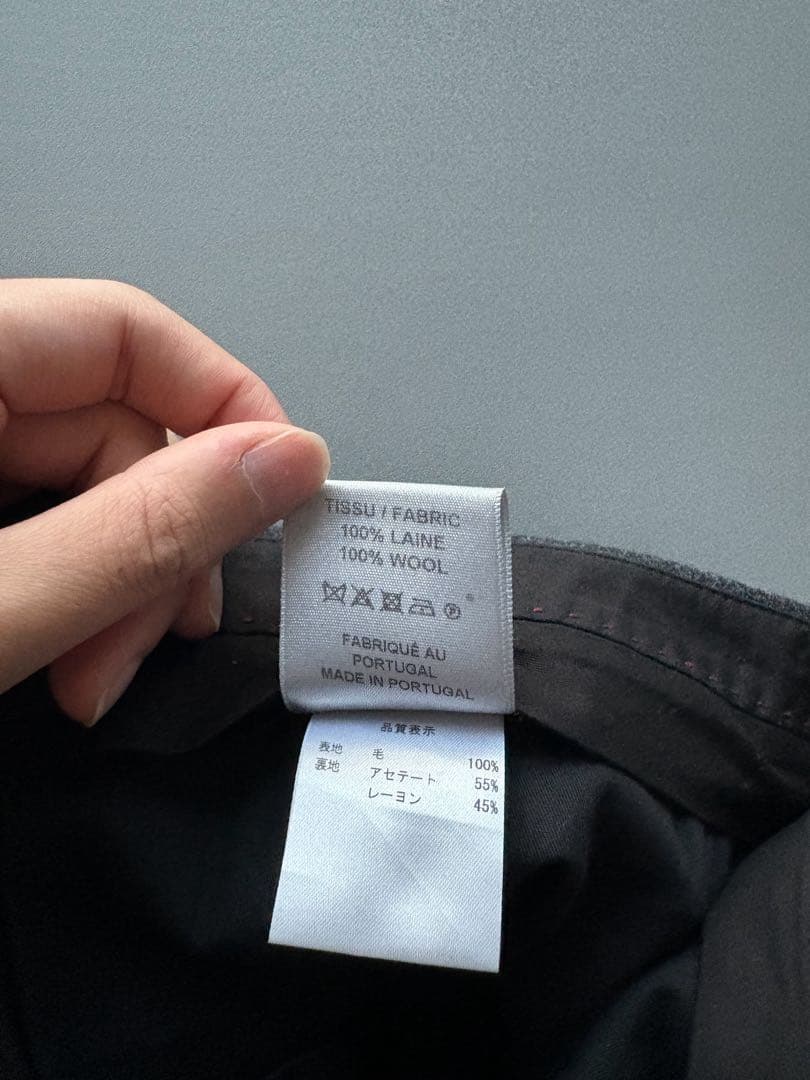 TISSU / FABRIC
100% LAINE
100% WOOL
P
FABRIQUÉ AU
PORTUGAL
MADE IN PORTUGAL
品質表示
表地 毛 100%
裏地 アセテート 55%
レーヨン 45%